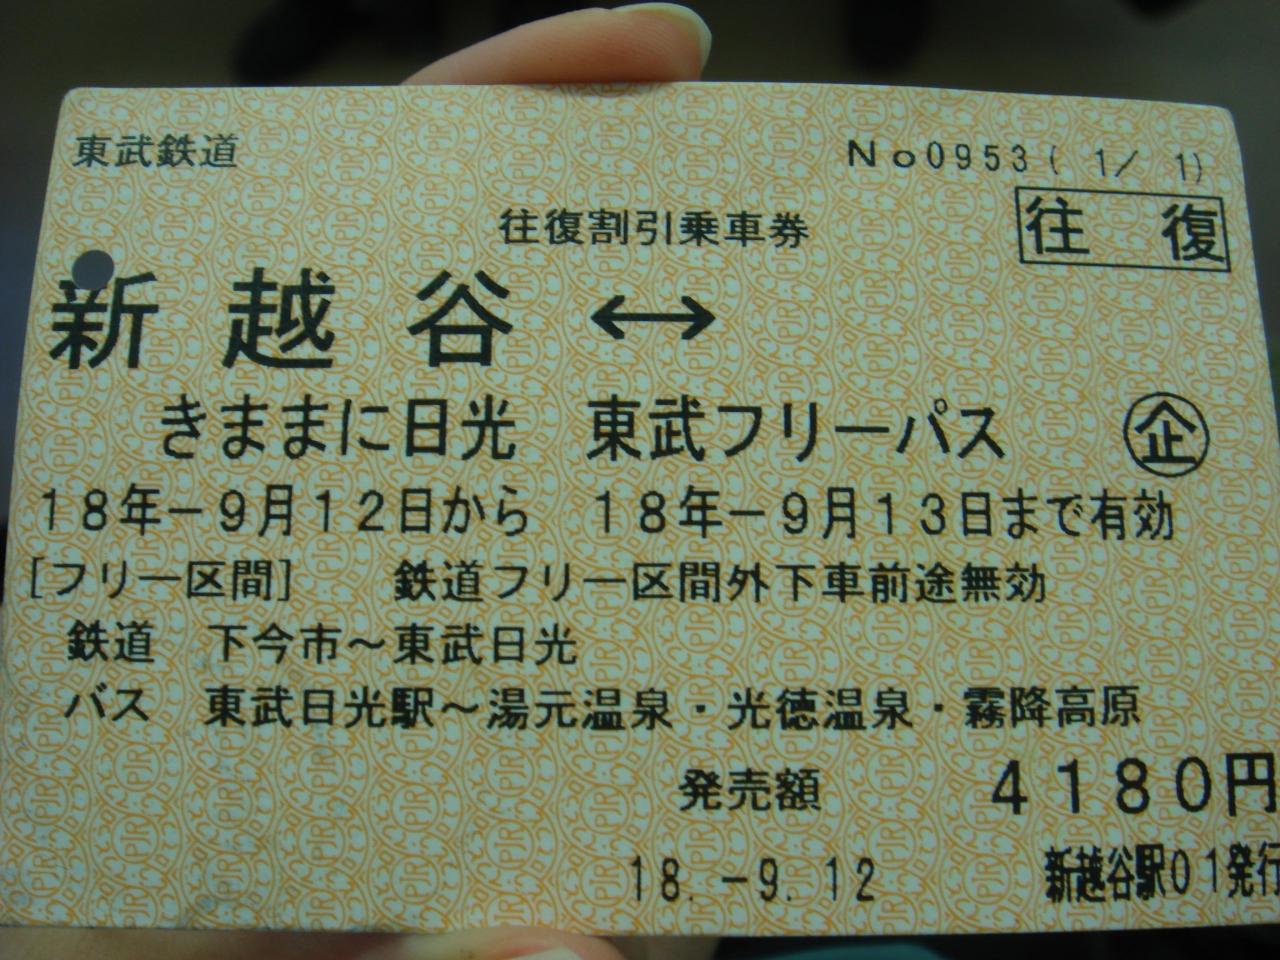 東武鉄道
No0953( 1/ 1)
往復割引乗車券
往 復
新 越 谷 ↔
きままに日光 東武フリーパス ㊭
18年-9月12日から 18年-9月13日まで有効
[フリー区間] 鉄道フリー区間外下車前途無効
鉄道 下今市～東武日光
バス 東武日光駅～湯元温泉・光徳温泉・霧降高原
発売額 4180円
18.-9.12 新越谷駅01発行